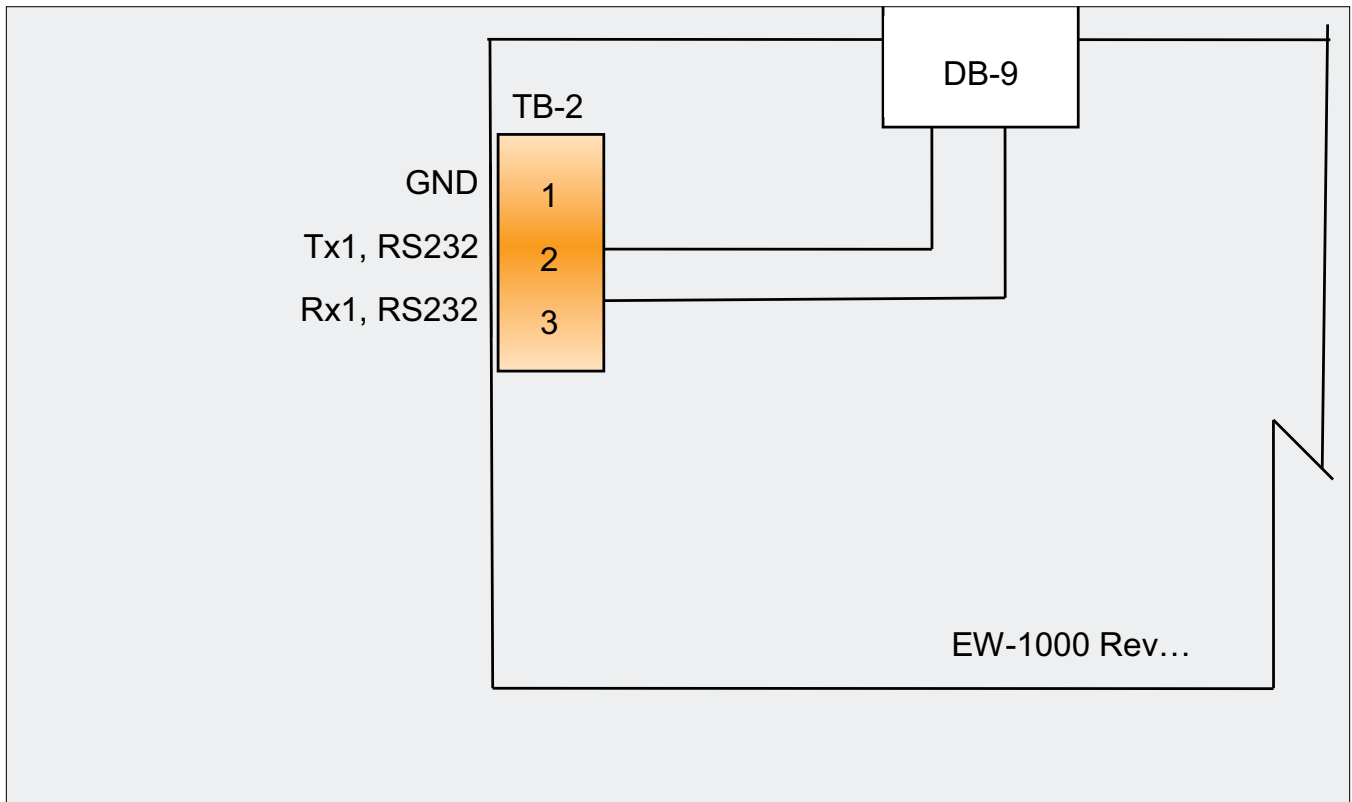 DB-9
TB-2
GND
1
Tx1, RS232
2
Rx1, RS232
3
EW-1000 Rev…